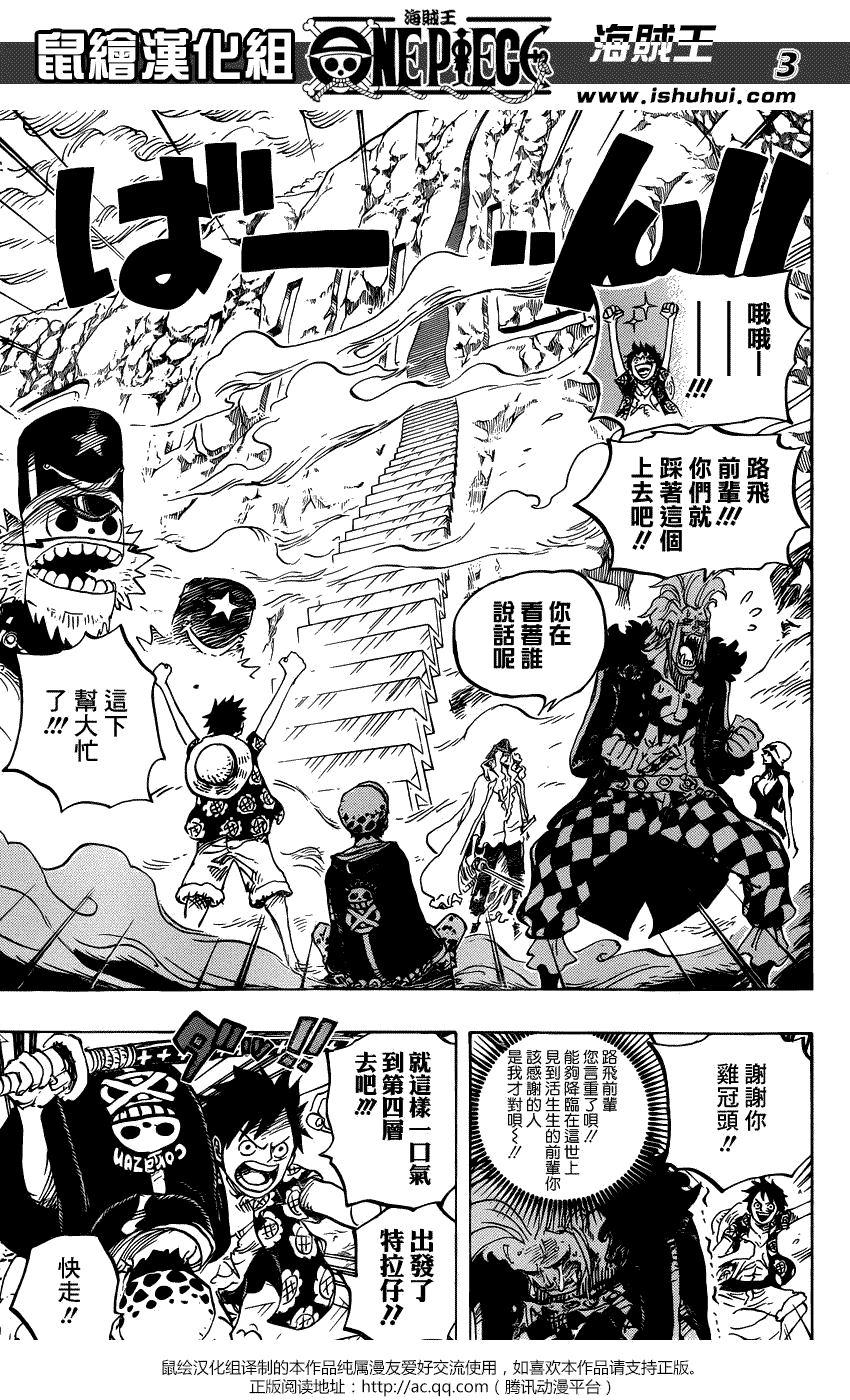 鼠繪漢化組
海賊王
ONE PIECE
海賊王
3
www.ishuhui.com
ばーーん!!
哦哦——
——!!!
路飛
前輩!!!
你們就
踩著這個
上去吧!!
你在
看著誰
說話呢
這下
幫大忙
了!!!
謝謝你
雞冠頭!!
路飛前輩
您言重了唄!!
能夠降臨在這世上
見到活生生的前輩你
該感謝的人
是我才對唄~!!
就這樣一口氣
到第四層
去吧!!!
ダッ!!
出發了
特拉仔!!
快走!!
CORAZON
鼠绘汉化组译制的本作品纯属漫友爱好交流使用，如喜欢本作品请支持正版。
正版阅读地址：http://ac.qq.com（腾讯动漫平台）